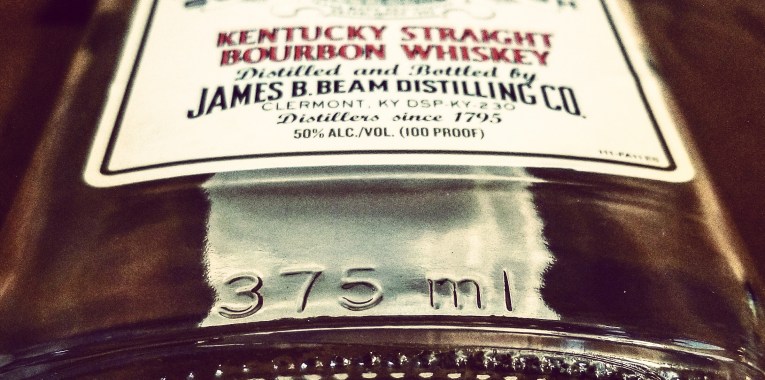 KENTUCKY STRAIGHT
BOURBON WHISKEY
Distilled and Bottled by
JAMES B. BEAM DISTILLING CO.
CLERMONT, KY DSP-KY-230
Distillers since 1795
50% ALC./VOL. (100 PROOF)
375 ml